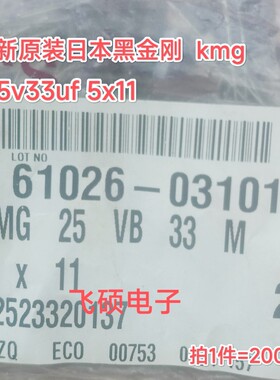 新原装日本黑金刚 kmg
5v33uf 5x11
LOT NO
61026-03101
MG 25 VB 33 M
x 11
飞硕电子
2523320137
ZQ ECO 00753
拍1件=200